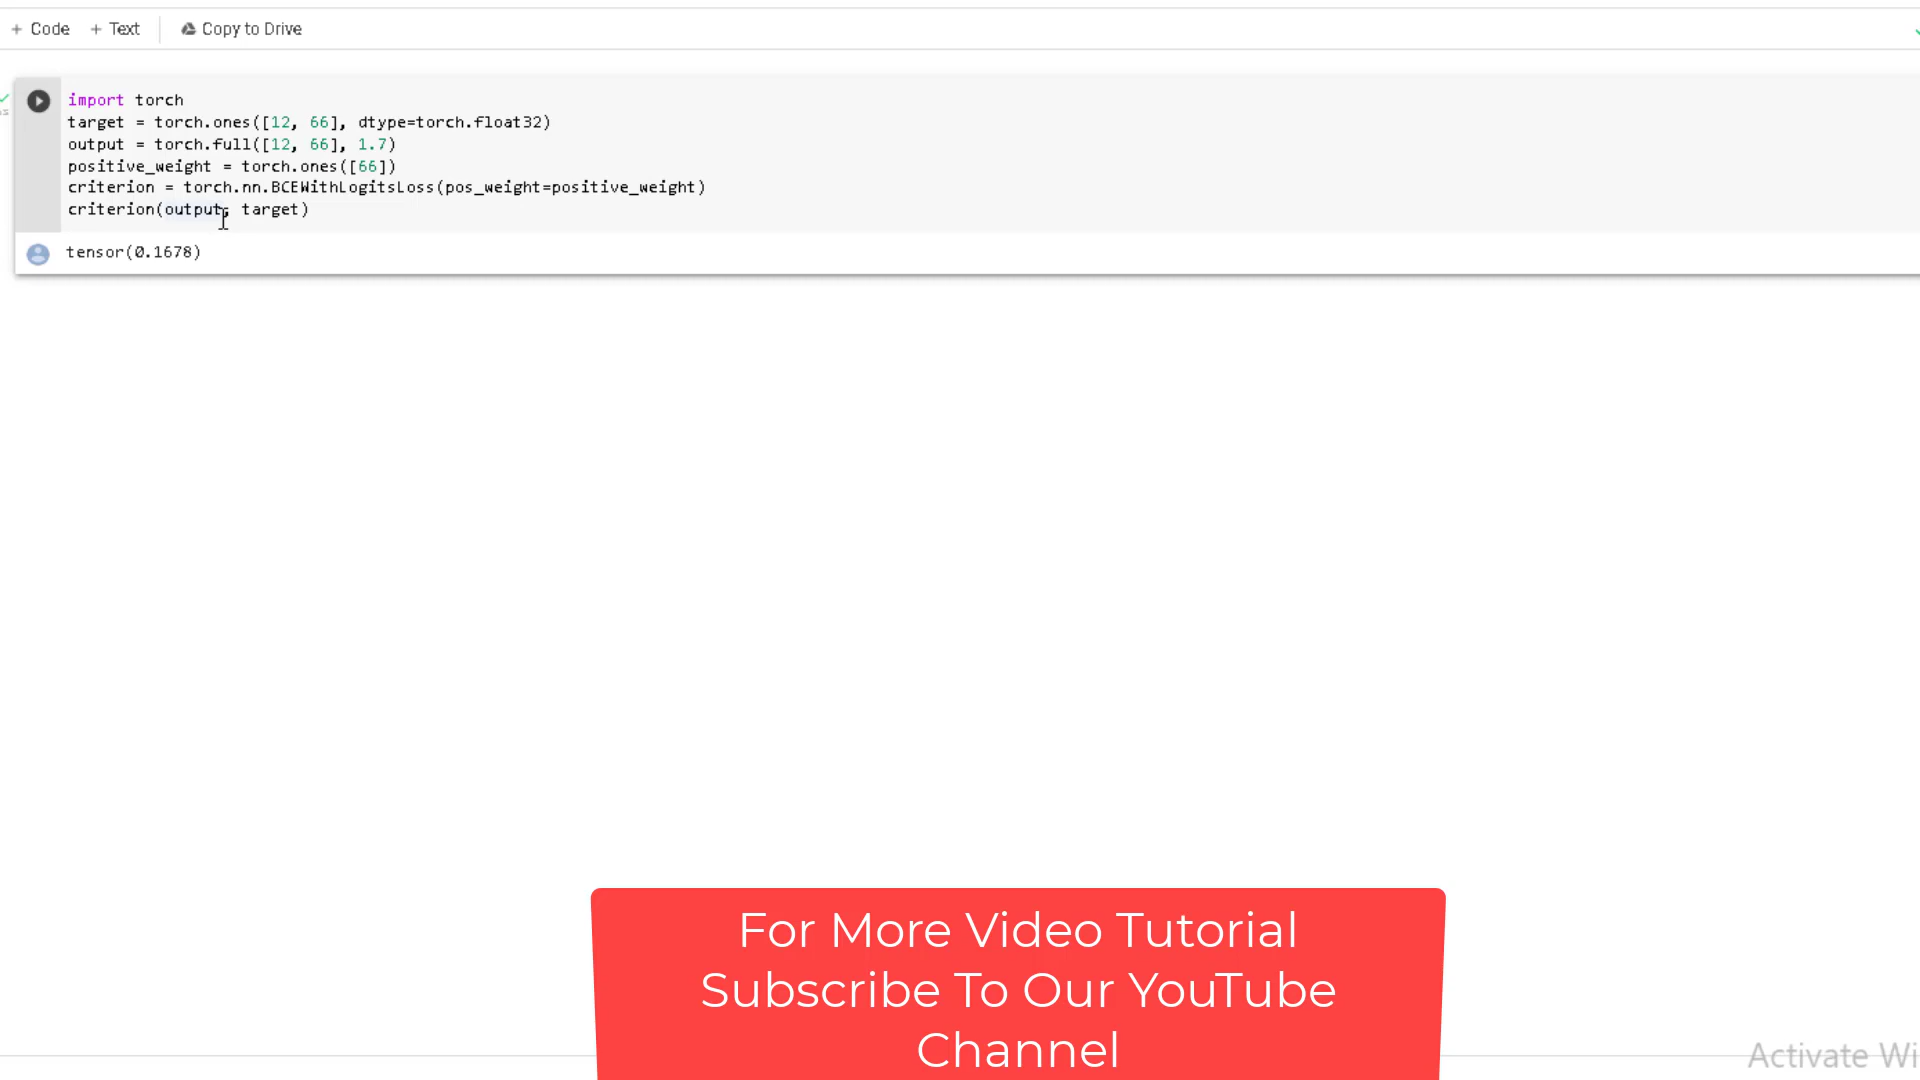 + Code + Text Copy to Drive
import torch
target = torch.ones([12, 66], dtype=torch.float32)
output = torch.full([12, 66], 1.7)
positive_weight = torch.ones([66])
criterion = torch.nn.BCEWithLogitsLoss(pos_weight=positive_weight)
criterion(output, target)
tensor(0.1678)
For More Video Tutorial
Subscribe To Our YouTube
Channel
Activate Wi